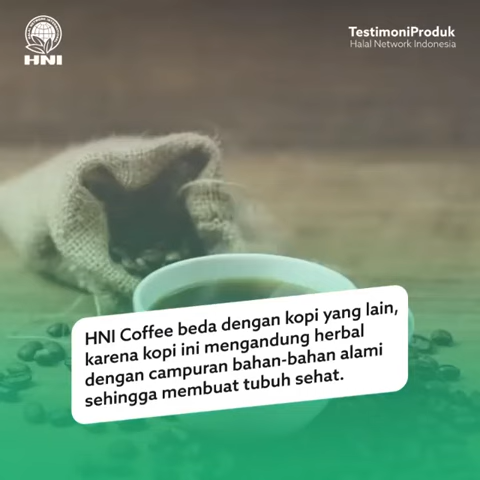 HNI
TestimoniProduk
Halal Network Indonesia
HNI Coffee beda dengan kopi yang lain,
karena kopi ini mengandung herbal
dengan campuran bahan-bahan alami
sehingga membuat tubuh sehat.